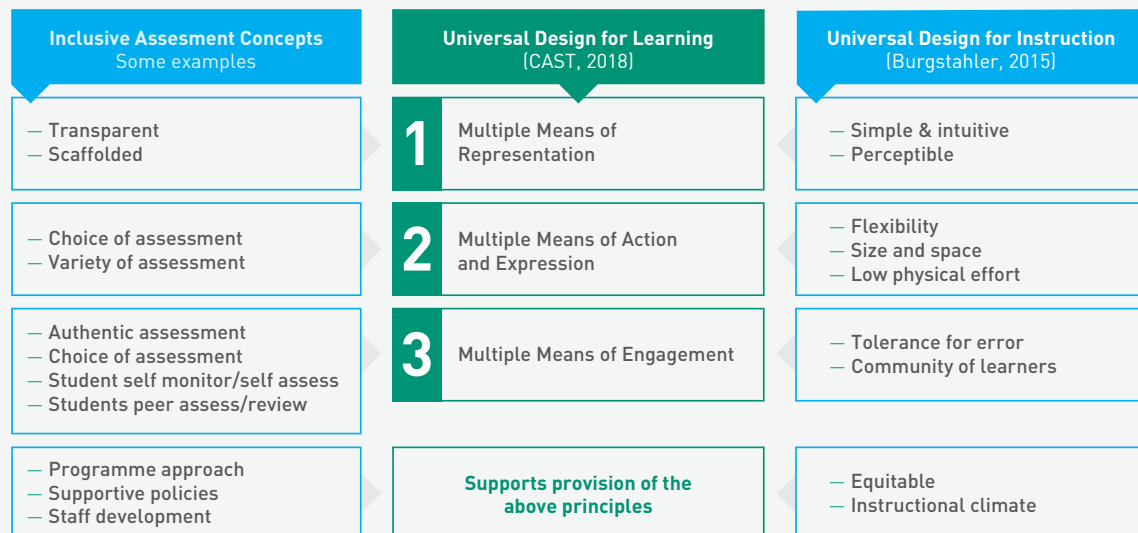 Inclusive Assesment Concepts
Some examples
Universal Design for Learning
(CAST, 2018)
Universal Design for Instruction
(Burgstahler, 2015)
— Transparent
— Scaffolded
1
Multiple Means of
Representation
— Simple & intuitive
— Perceptible
— Choice of assessment
— Variety of assessment
2
Multiple Means of Action
and Expression
— Flexibility
— Size and space
— Low physical effort
— Authentic assessment
— Choice of assessment
— Student self monitor/self assess
— Students peer assess/review
3
Multiple Means of Engagement
— Tolerance for error
— Community of learners
— Programme approach
— Supportive policies
— Staff development
Supports provision of the
above principles
— Equitable
— Instructional climate